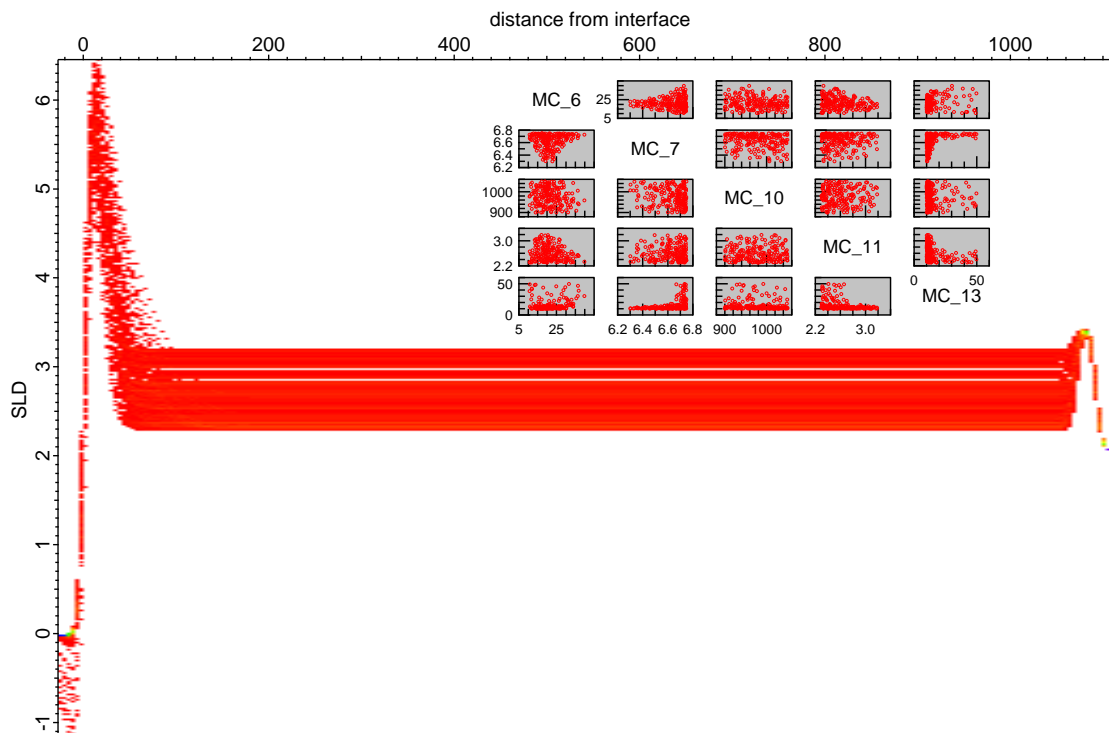 distance from interface
0 200 400 600 800 1000
6
MC_6
25
5
6.8
6.6
6.4
6.2
MC_7
5
1000
900
MC_10
3.0
2.2
MC_11
4
0 50
MC_13
50
0
5 25
6.2 6.4 6.6 6.8
900 1000
2.2 3.0
3
SLD
2
1
0
-1